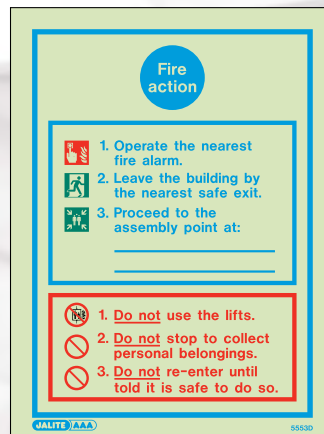 Fire
action
1. Operate the nearest
fire alarm.
2. Leave the building by
the nearest safe exit.
3. Proceed to the
assembly point at:
1. Do not use the lifts.
2. Do not stop to collect
personal belongings.
3. Do not re-enter until
told it is safe to do so.
JALITE AAA
5553D